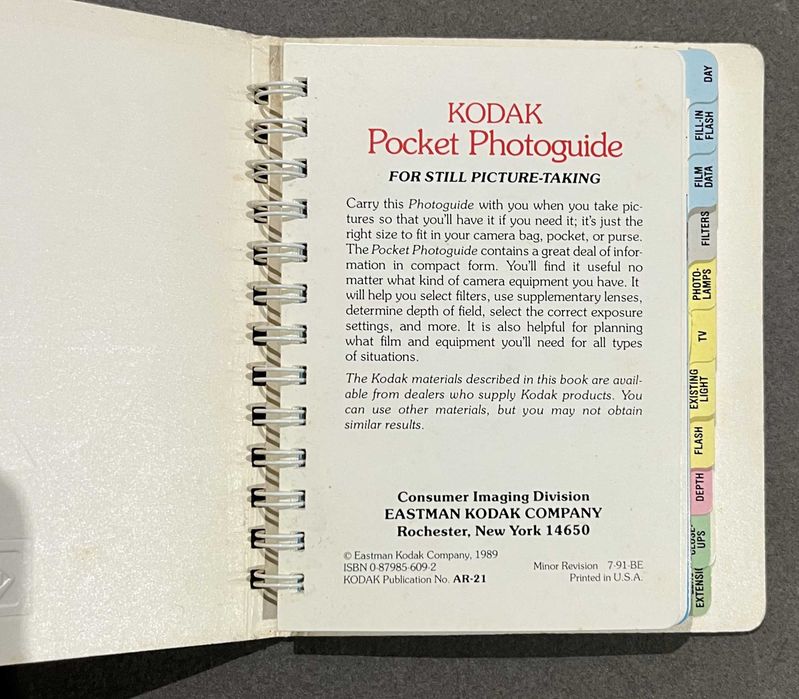 KODAK
Pocket Photoguide
FOR STILL PICTURE-TAKING
Carry this Photoguide with you when you take pic-
tures so that you'll have it if you need it; it's just the
right size to fit in your camera bag, pocket, or purse.
The Pocket Photoguide contains a great deal of infor-
mation in compact form. You'll find it useful no
matter what kind of camera equipment you have. It
will help you select filters, use supplementary lenses,
determine depth of field, select the correct exposure
settings, and more. It is also helpful for planning
what film and equipment you'll need for all types
of situations.
The Kodak materials described in this book are avail-
able from dealers who supply Kodak products. You
can use other materials, but you may not obtain
similar results.
Consumer Imaging Division
EASTMAN KODAK COMPANY
Rochester, New York 14650
© Eastman Kodak Company, 1989
ISBN 0-87985-609-2
KODAK Publication No. AR-21
Minor Revision 7-91-BE
Printed in U.S.A.
DAY
FILL-IN
FLASH
FILM
DATA
FILTERS
PHOTO-
LAMPS
TV
EXISTING
LIGHT
FLASH
DEPTH
UPS